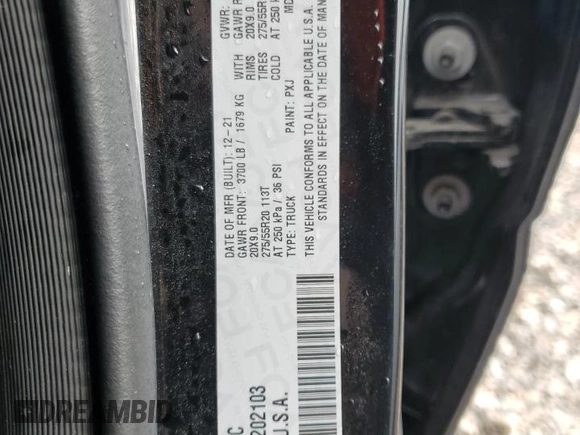 GVWR:
DATE OF MFR (BUILT): 12-21 GAWR R
GAWR FRONT: 3700 LB / 1679 KG WITH 20X9.0
20X9.0 RIMS 275/55R
275/55R20 113T TIRES AT 250 k
AT 250 kPa / 36 PSI COLD
TYPE: TRUCK PAINT: PXJ MD
THIS VEHICLE CONFORMS TO ALL APPLICABLE U.S.A.
STANDARDS IN EFFECT ON THE DATE OF MAN
C
202103
U.S.A.
DREAMBID